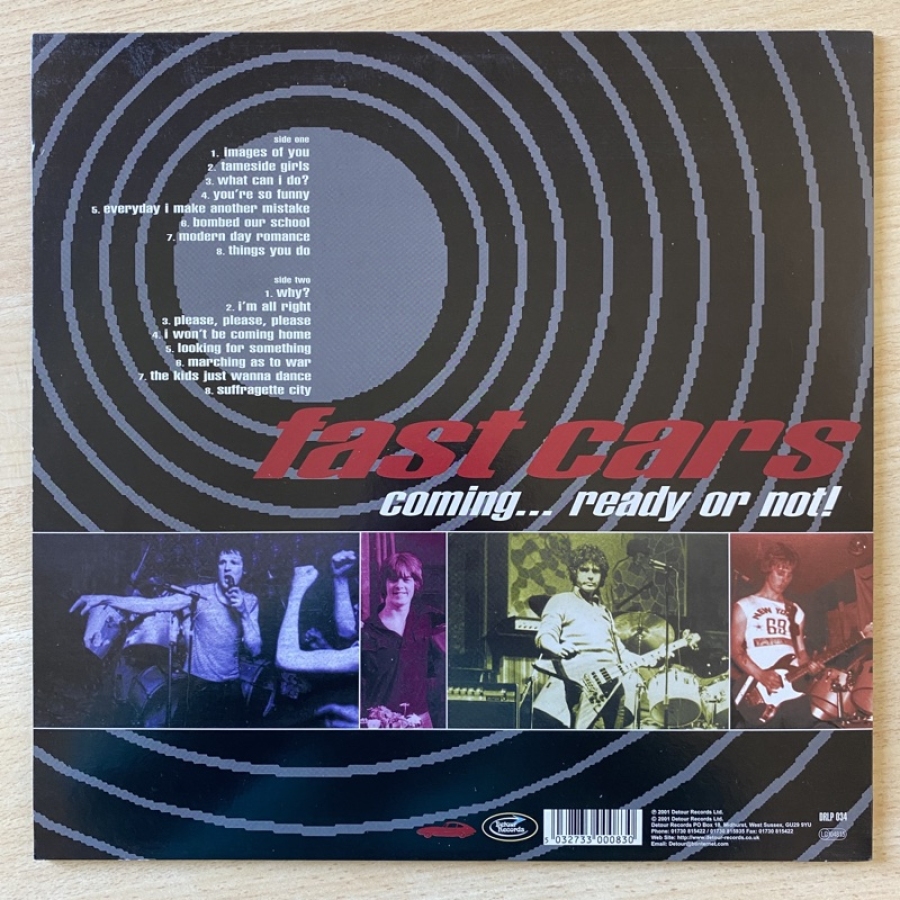 side one
1. images of you
2. tameside girls
3. what can i do?
4. you're so funny
5. everyday i make another mistake
6. bombed our school
7. modern day romance
8. things you do
side two
1. why?
2. i'm all right
3. please, please, please
4. i won't be coming home
5. looking for something
6. marching as to war
7. the kids just wanna dance
8. suffragette city
fast cars
coming... ready or not!
NEW YORK
69
Detour
Records
5 032733 000830
℗ 2001 Detour Records Ltd.
© 2001 Detour Records Ltd.
Detour Records PO Box 18, Midhurst, West Sussex, GU29 9YU
Phone: 01730 815422 / 01730 Fax: 01730 815422
Web Site: http://www.detour-records.co.uk
Email:
DRLP 034